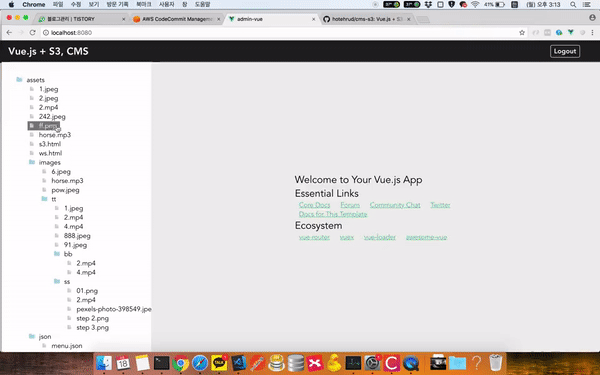 Chrome 파일 수정 보기 방문 기록 북마크 사용자 창 도움말
41% 오후 3:13
블로그관리 | TISTORY
AWS CodeCommit Managem
admin-vue
hotehrud/cms-s3: Vue.js + S3
localhost:8080
Vue.js + S3, CMS
Logout
assets
1.jpeg
2.jpeg
2.mp4
242.jpeg
horse.mp3
s3.html
ws.html
images
6.jpeg
horse.mp3
pow.jpeg
tt
1.jpeg
2.mp4
4.mp4
888.jpeg
91.jpeg
bb
2.mp4
4.mp4
ss
01.png
2.mp4
pexels-photo-398549.jpe
step 2.png
step 3.png
json
menu.json
Welcome to Your Vue.js App
Essential Links
Core Docs Forum Community Chat Twitter
Docs for This Template
Ecosystem
vue-router vuex vue-loader awesome-vue